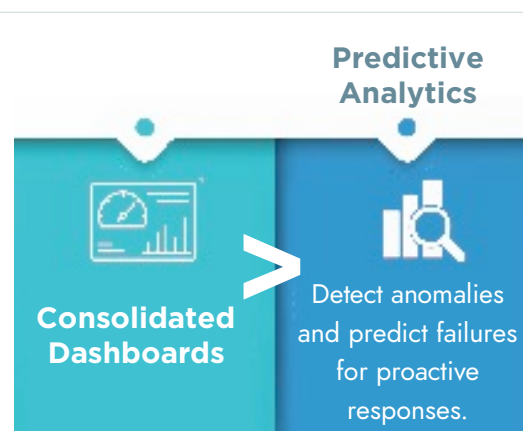 Predictive
Analytics
>
Consolidated
Dashboards
Detect anomalies
and predict failures
for proactive
responses.